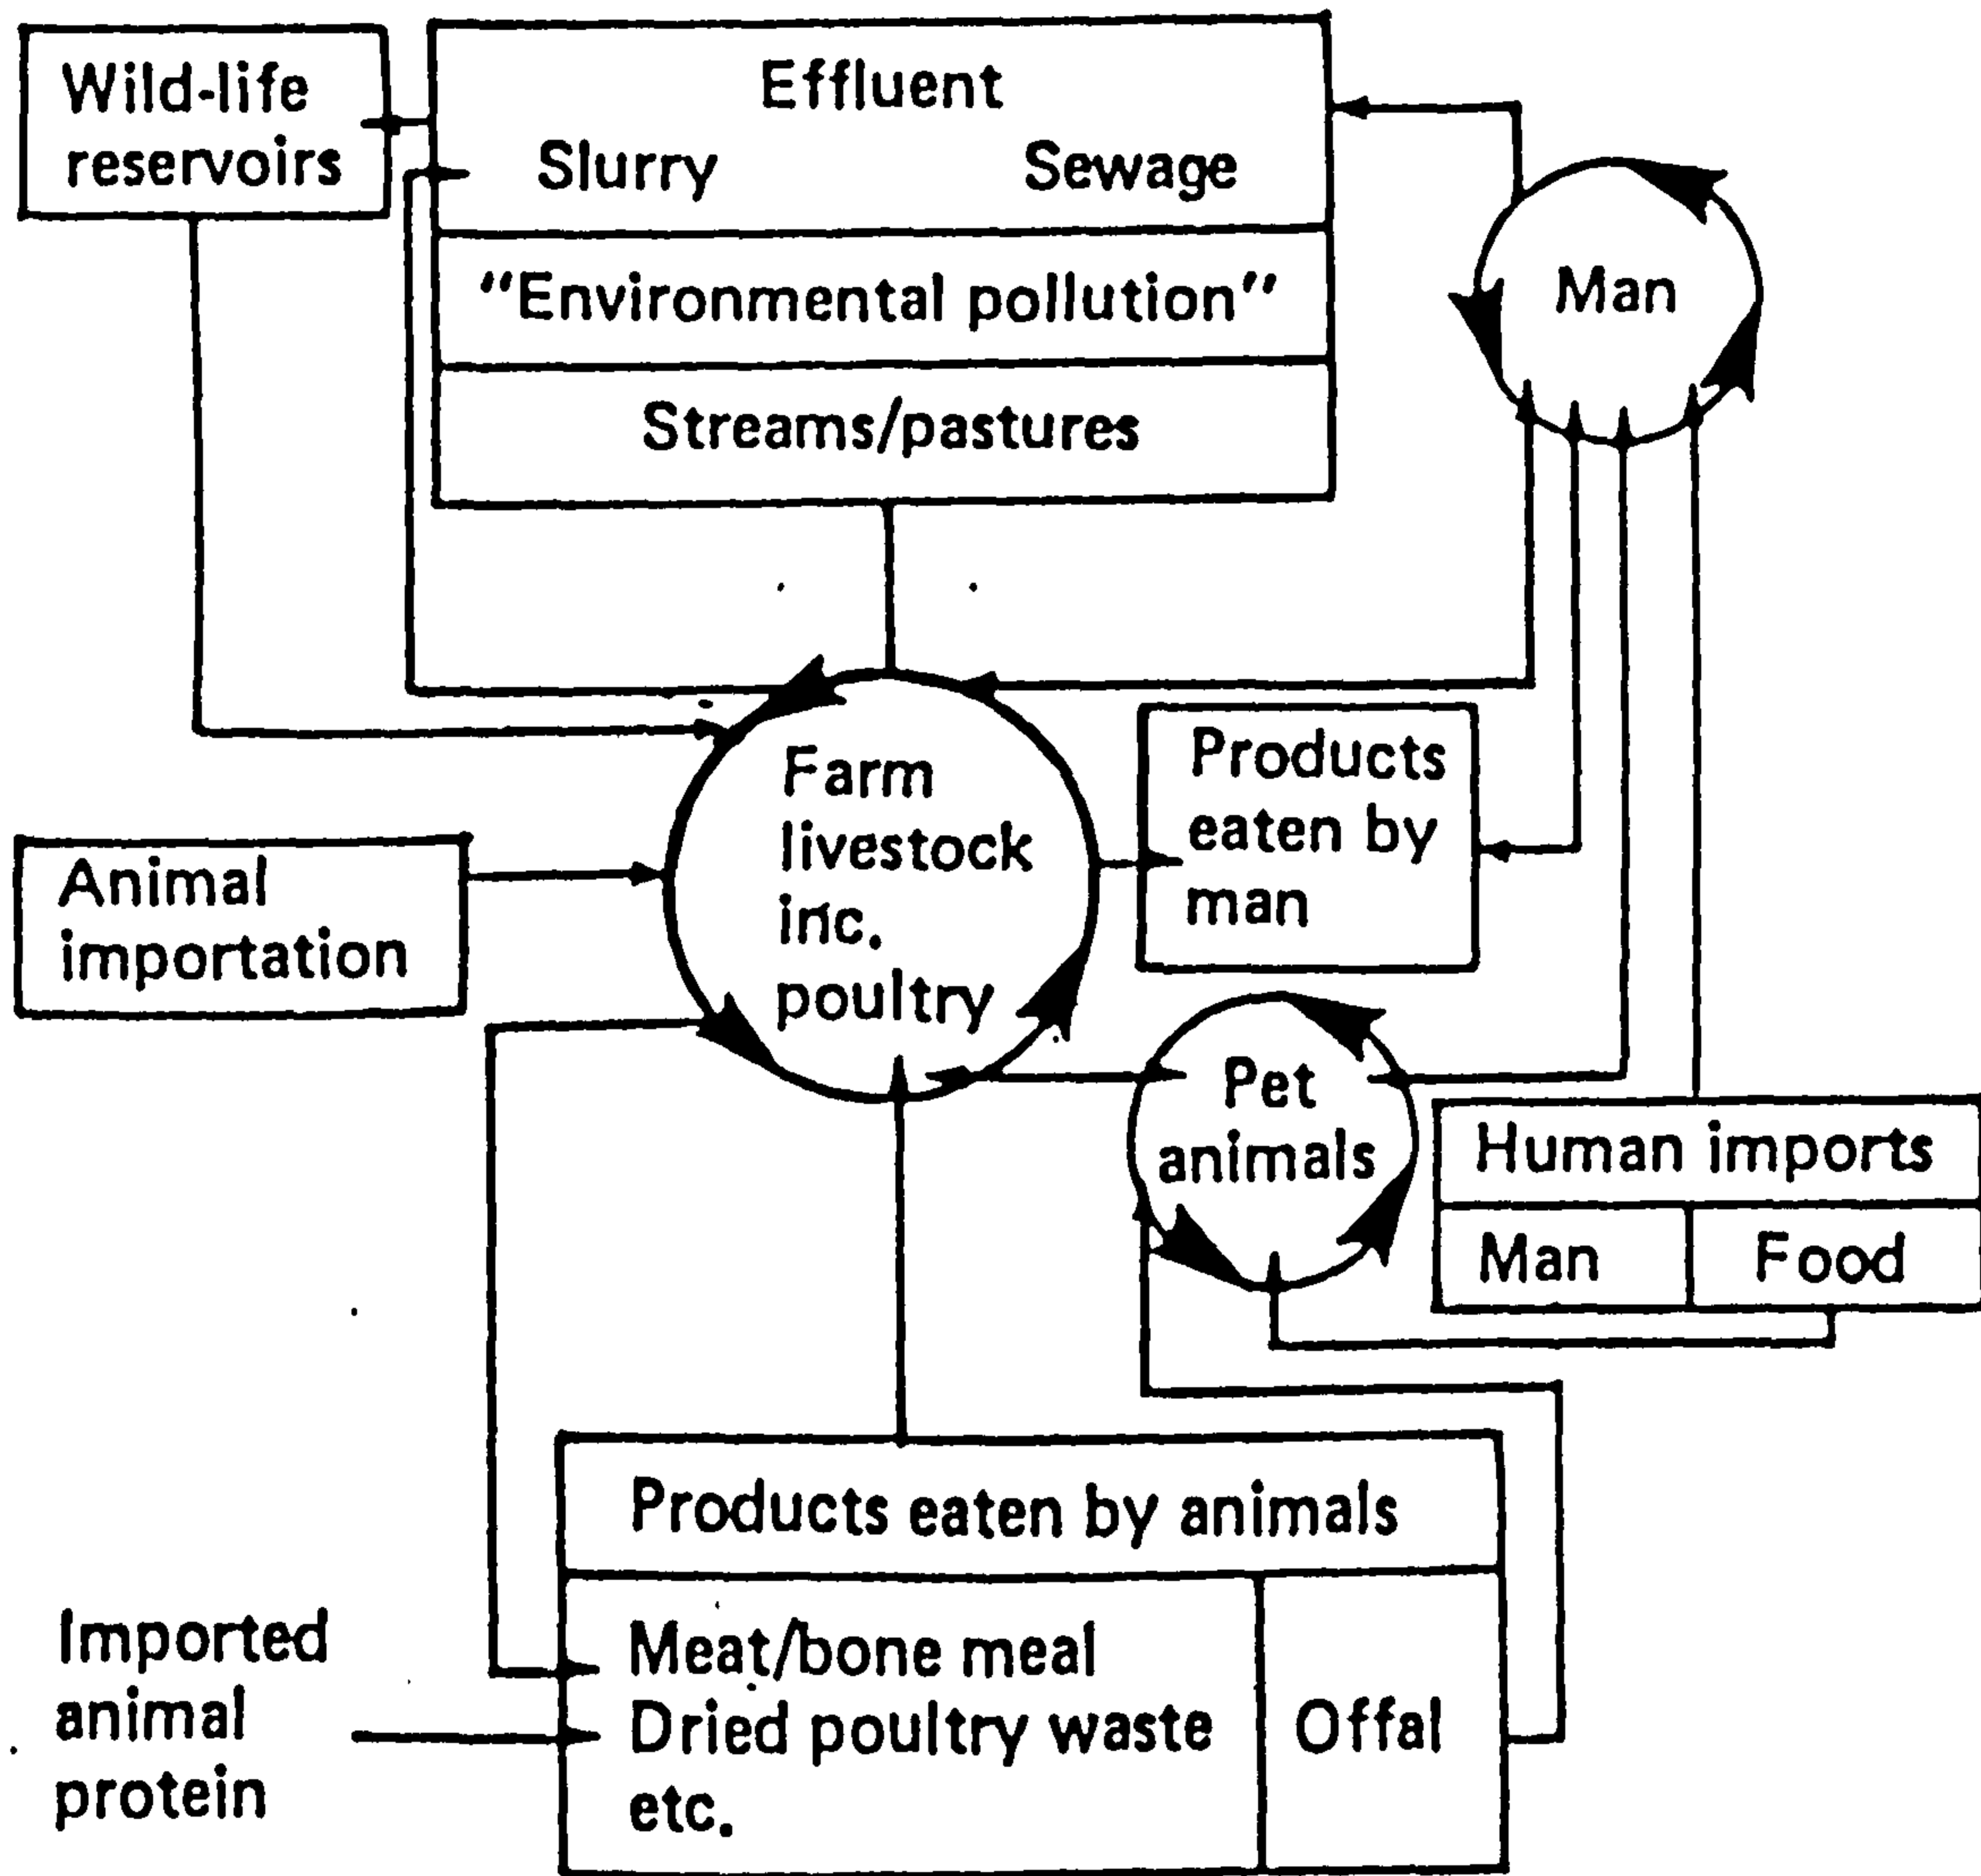 Wild-life
reservoirs
Effluent
Slurry Sewage
"Environmental pollution"
Streams/pastures
Man
Farm
livestock
inc.
poultry
Products
eaten by
man
Animal
importation
Pet
animals
Human imports
Man Food
Products eaten by animals
Meat/bone meal
Dried poultry waste
etc.
Offal
Imported
animal
protein